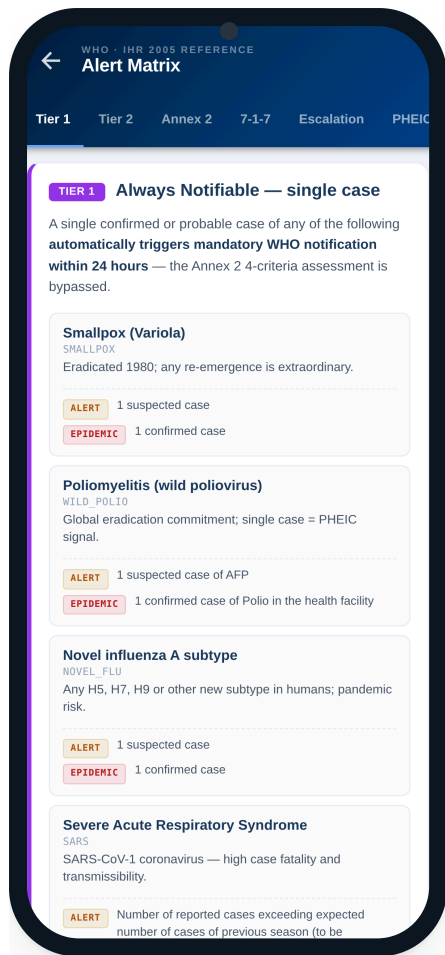 WHO · IHR 2005 REFERENCE
Alert Matrix
Tier 1 Tier 2 Annex 2 7-1-7 Escalation PHEIC
TIER 1 Always Notifiable — single case
A single confirmed or probable case of any of the following
automatically triggers mandatory WHO notification
within 24 hours — the Annex 2 4-criteria assessment is
bypassed.
Smallpox (Variola)
SMALLPOX
Eradicated 1980; any re-emergence is extraordinary.
ALERT 1 suspected case
EPIDEMIC 1 confirmed case
Poliomyelitis (wild poliovirus)
WILD_POLIO
Global eradication commitment; single case = PHEIC
signal.
ALERT 1 suspected case of AFP
EPIDEMIC 1 confirmed case of Polio in the health facility
Novel influenza A subtype
NOVEL_FLU
Any H5, H7, H9 or other new subtype in humans; pandemic
risk.
ALERT 1 suspected case
EPIDEMIC 1 confirmed case
Severe Acute Respiratory Syndrome
SARS
SARS-CoV-1 coronavirus — high case fatality and
transmissibility.
ALERT Number of reported cases exceeding expected
number of cases of previous season (to be